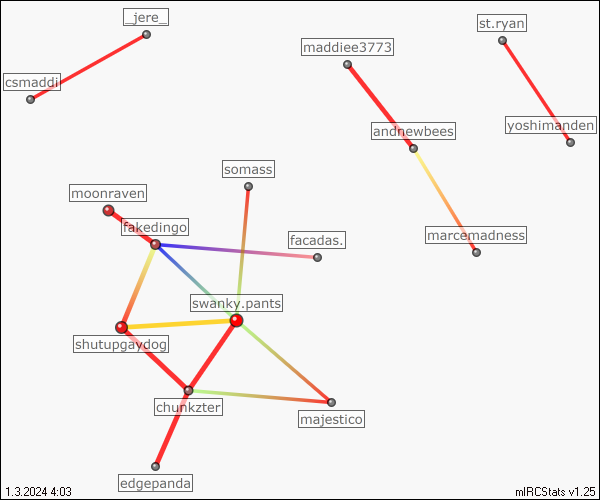 _jere_
st.ryan
maddiee3773
csmaddi
yoshimanden
andnewbees
somass
moonraven
fakedingo
marcemadness
facadas.
swanky.pants
shutupgaydog
chunkzter
majestico
edgepanda
1.3.2024 4:03
mIRCStats v1.25